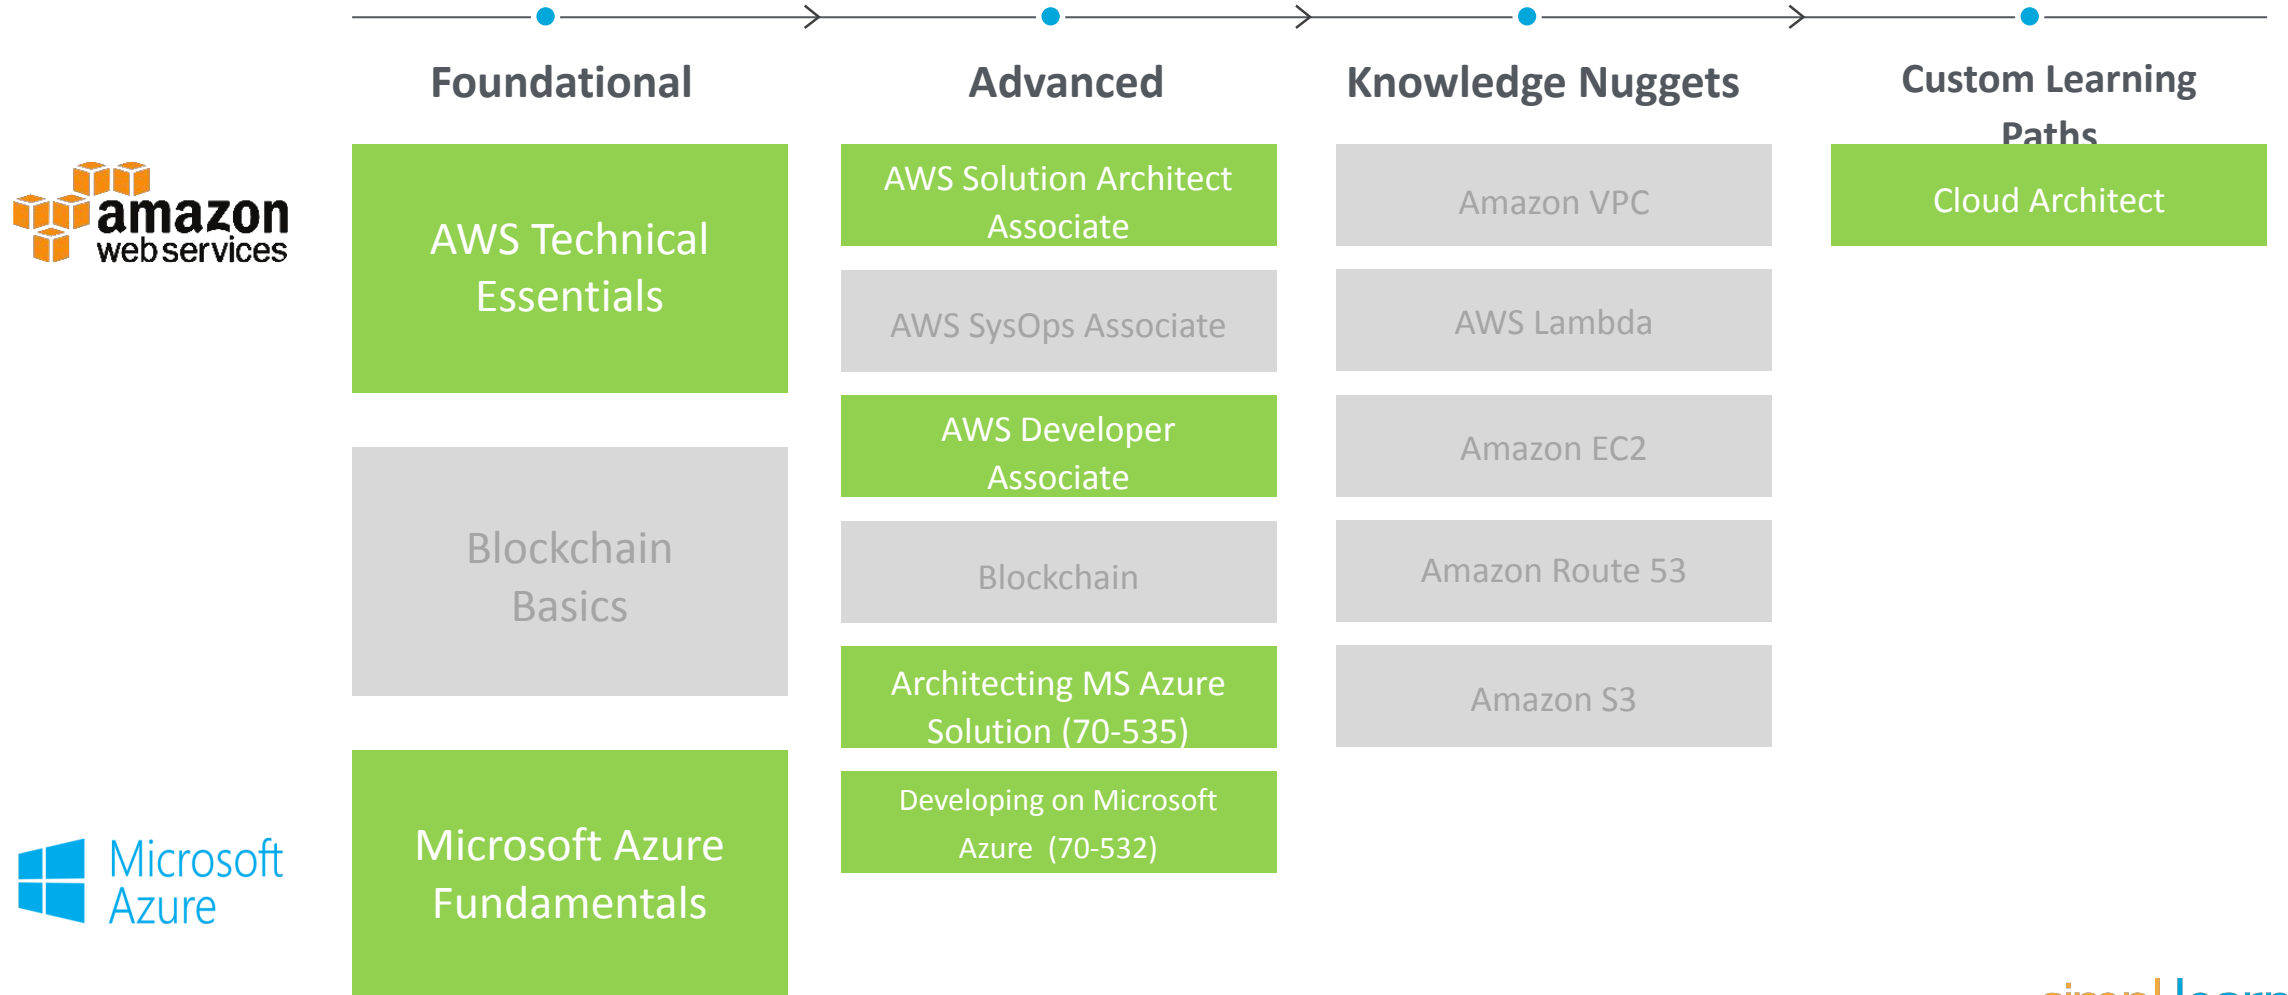 Foundational
Advanced
Knowledge Nuggets
Custom Learning
Paths
amazon
web services
AWS Technical
Essentials
Blockchain
Basics
Microsoft
Azure
Microsoft Azure
Fundamentals
AWS Solution Architect
Associate
AWS SysOps Associate
AWS Developer
Associate
Blockchain
Architecting MS Azure
Solution (70-535)
Developing on Microsoft
Azure (70-532)
Amazon VPC
AWS Lambda
Amazon EC2
Amazon Route 53
Amazon S3
Cloud Architect